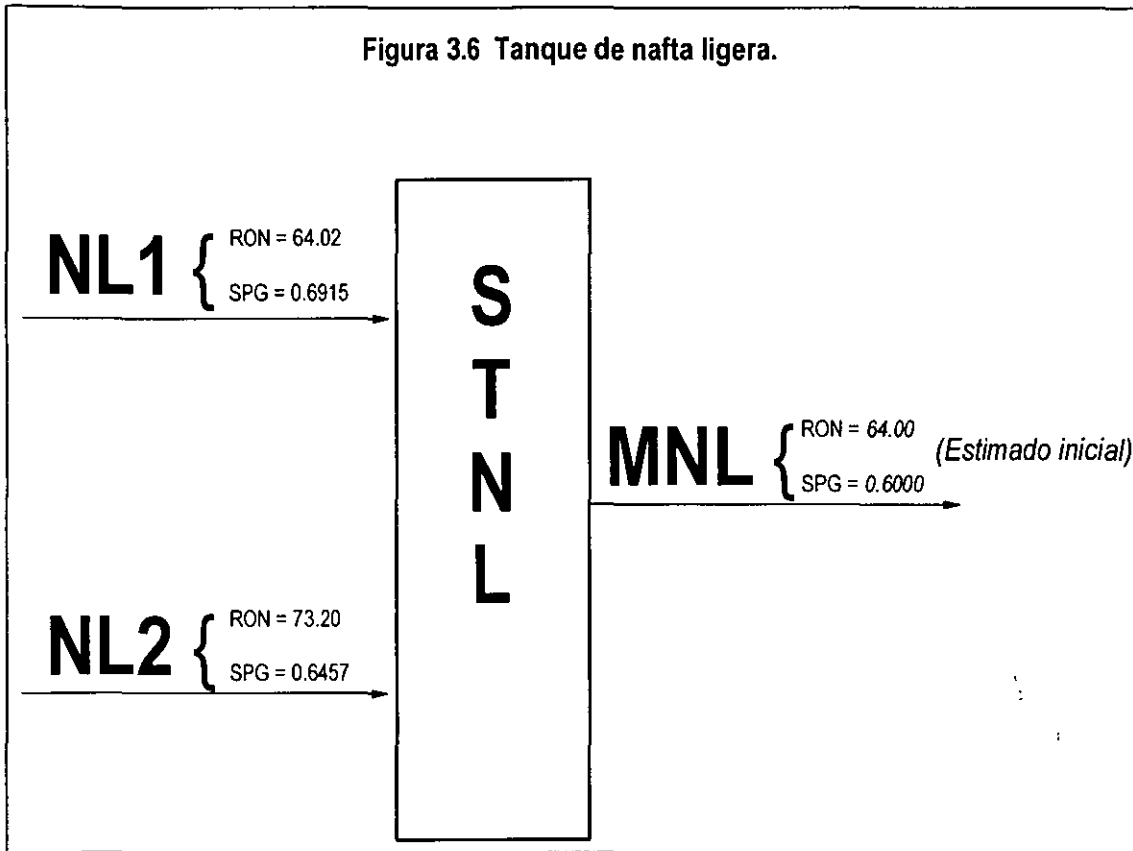 Figura 3.6 Tanque de nafta ligera.
NL1 { RON = 64.02
SPG = 0.6915
NL2 { RON = 73.20
SPG = 0.6457
S
T
N
L
MNL { RON = 64.00 (Estimado inicial)
SPG = 0.6000